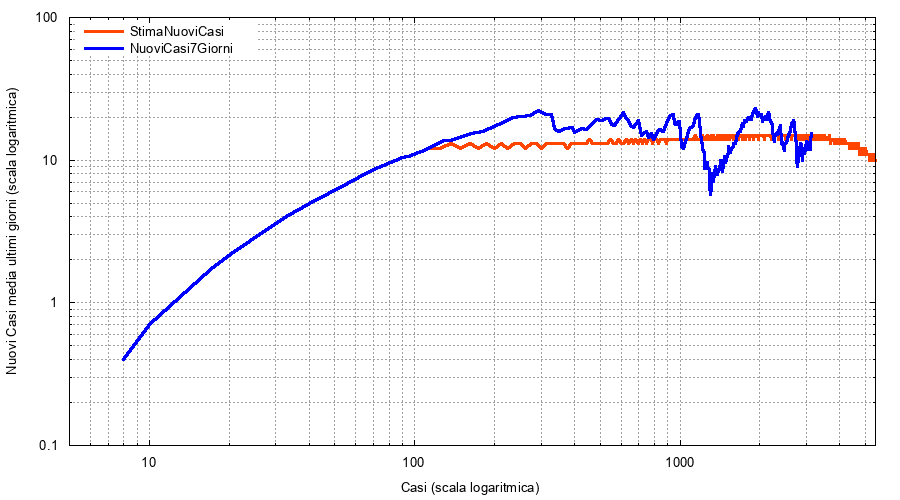 StimaNuoviCasi
NuoviCasi7Giorni
Nuovi Casi media ultimi giorni (scala logaritmica)
100
10
1
0.1
10
100
1000
Casi (scala logaritmica)